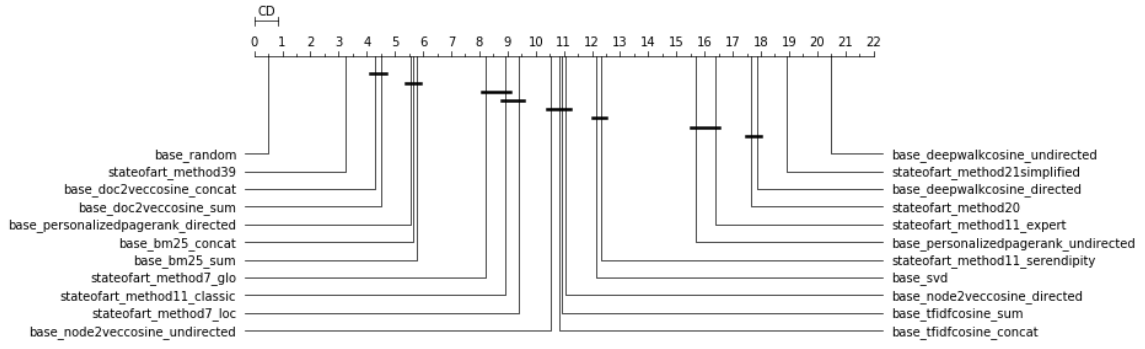 CD
0 1 2 3 4 5 6 7 8 9 10 11 12 13 14 15 16 17 18 19 20 21 22
base_random base_deepwalkcosine_undirected
stateofart_method39 stateofart_method21simplified
base_doc2veccosine_concat base_deepwalkcosine_directed
base_doc2veccosine_sum stateofart_method20
base_personalizedpagerank_directed stateofart_method11_expert
base_bm25_concat base_personalizedpagerank_undirected
base_bm25_sum stateofart_method11_serendipity
stateofart_method7_glo base_svd
stateofart_method11_classic base_node2veccosine_directed
stateofart_method7_loc base_tfidfcosine_sum
base_node2veccosine_undirected base_tfidfcosine_concat